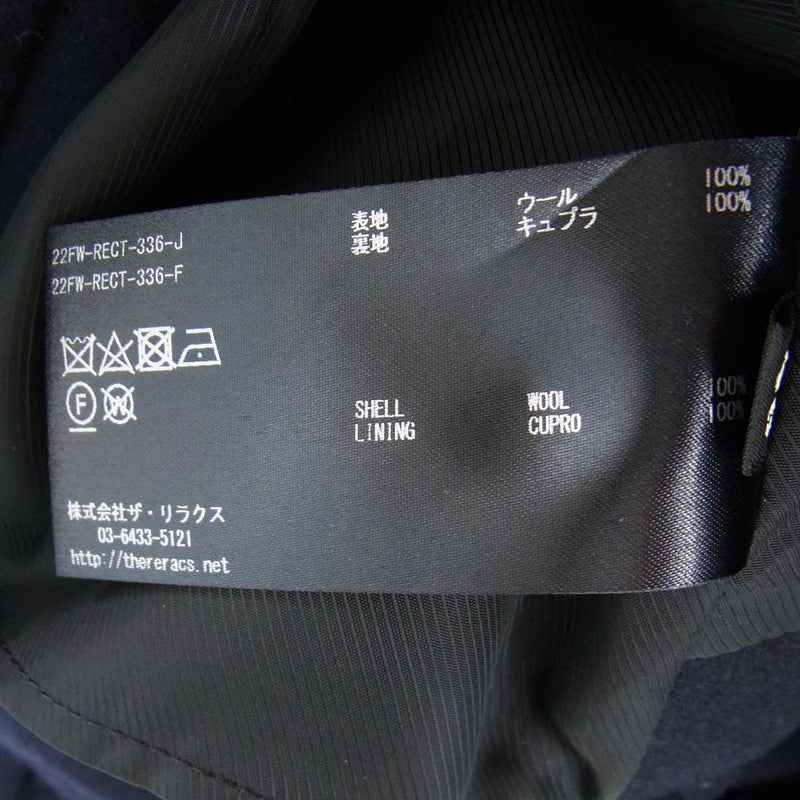 22FW-RECT-336-J
22FW-RECT-336-F
表地 ウール 100%
裏地 キュプラ 100%
F
W
SHELL WOOL 100%
LINING CUPRO 100%
株式会社ザ・リラクス
03-6433-5121
http://thereracs.net